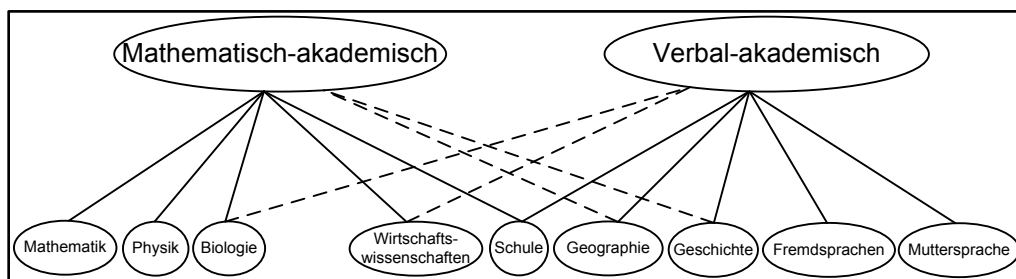 Mathematisch-akademisch
Verbal-akademisch
Mathematik
Physik
Biologie
Wirtschafts-
wissenschaften
Schule
Geographie
Geschichte
Fremdsprachen
Muttersprache